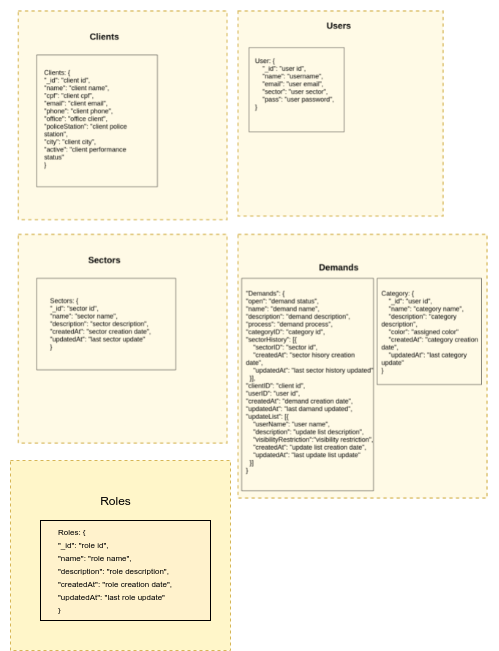 Clients
Clients: {
"_id": "client id",
"name": "client name",
"cpf": "client cpf",
"email": "client email",
"phone": "client phone",
"office": "office client",
"policeStation": "client police
station",
"city": "client city",
"active": "client performance
status"
}
Users
User: {
"_id": "user id",
"name": "username",
"email": "user email",
"sector": "user sector",
"pass": "user password",
}
Sectors
Sectors: {
"_id": "sector id",
"name": "sector name",
"description": "sector description",
"createdAt": "sector creation date",
"updatedAt": "last sector update"
}
Demands
"Demands": {
"open": "demand status",
"name": "demand name",
"description": "demand description",
"process": "demand process",
"categoryID": "category id",
"sectorHistory": [{
"sectorID": "sector id",
"createdAt": "sector hisory creation
date",
"updatedAt": "last sector history updated"
}],
"clientID": "client id",
"userID": "user id",
"createdAt": "demand creation date",
"updatedAt": "last damand updated",
"updateList": [{
"userName": "user name",
"description": "update list description",
"visibilityRestriction":"visibility restriction",
"createdAt": "update list creation date",
"updatedAt": "last update list update"
}]
}
Category: {
"_id": "user id",
"name": "category name",
"description": "category
description",
"color": "assigned color"
"createdAt": "category creation
date",
"updatedAt": "last category
update"
}
Roles
Roles: {
"_id": "role id",
"name": "role name",
"description": "role description",
"createdAt": "role creation date",
"updatedAt": "last role update"
}